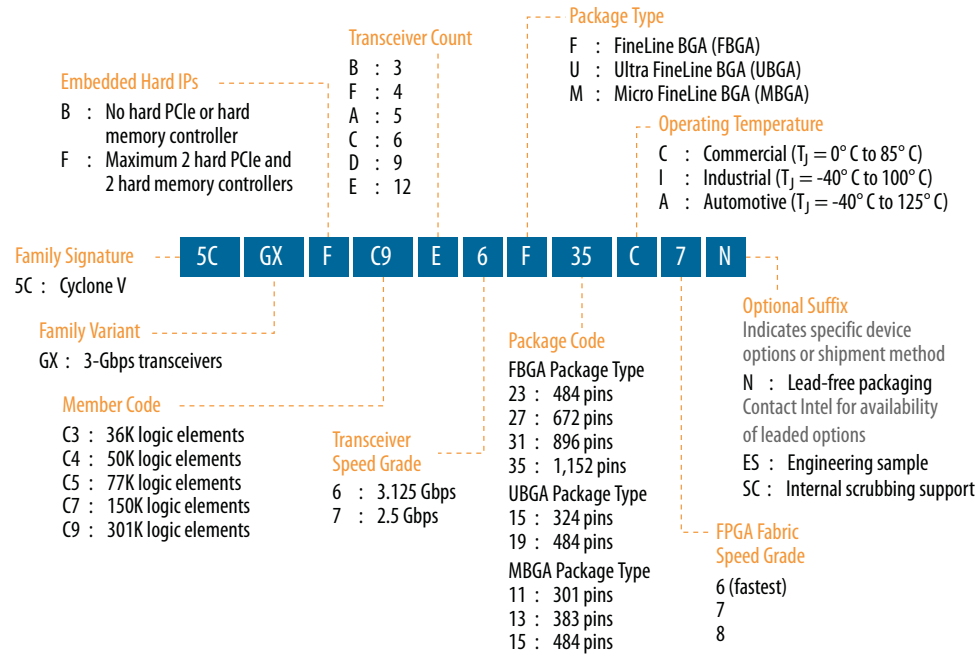 Package Type
F : FineLine BGA (FBGA)
U : Ultra FineLine BGA (UBGA)
M : Micro FineLine BGA (MBGA)
Transceiver Count
B : 3
F : 4
A : 5
C : 6
D : 9
E : 12
Embedded Hard IPs
B : No hard PCIe or hard
memory controller
F : Maximum 2 hard PCIe and
2 hard memory controllers
Operating Temperature
C : Commercial (TJ = 0° C to 85° C)
I : Industrial (TJ = -40° C to 100° C)
A : Automotive (TJ = -40° C to 125° C)
Family Signature
5C : Cyclone V
5C GX F C9 E 6 F 35 C 7 N
Family Variant
GX : 3-Gbps transceivers
Member Code
C3 : 36K logic elements
C4 : 50K logic elements
C5 : 77K logic elements
C7 : 150K logic elements
C9 : 301K logic elements
Transceiver
Speed Grade
6 : 3.125 Gbps
7 : 2.5 Gbps
Package Code
FBGA Package Type
23 : 484 pins
27 : 672 pins
31 : 896 pins
35 : 1,152 pins
UBGA Package Type
15 : 324 pins
19 : 484 pins
MBGA Package Type
11 : 301 pins
13 : 383 pins
15 : 484 pins
Optional Suffix
Indicates specific device
options or shipment method
N : Lead-free packaging
Contact Intel for availability
of leaded options
ES : Engineering sample
SC : Internal scrubbing support
FPGA Fabric
Speed Grade
6 (fastest)
7
8